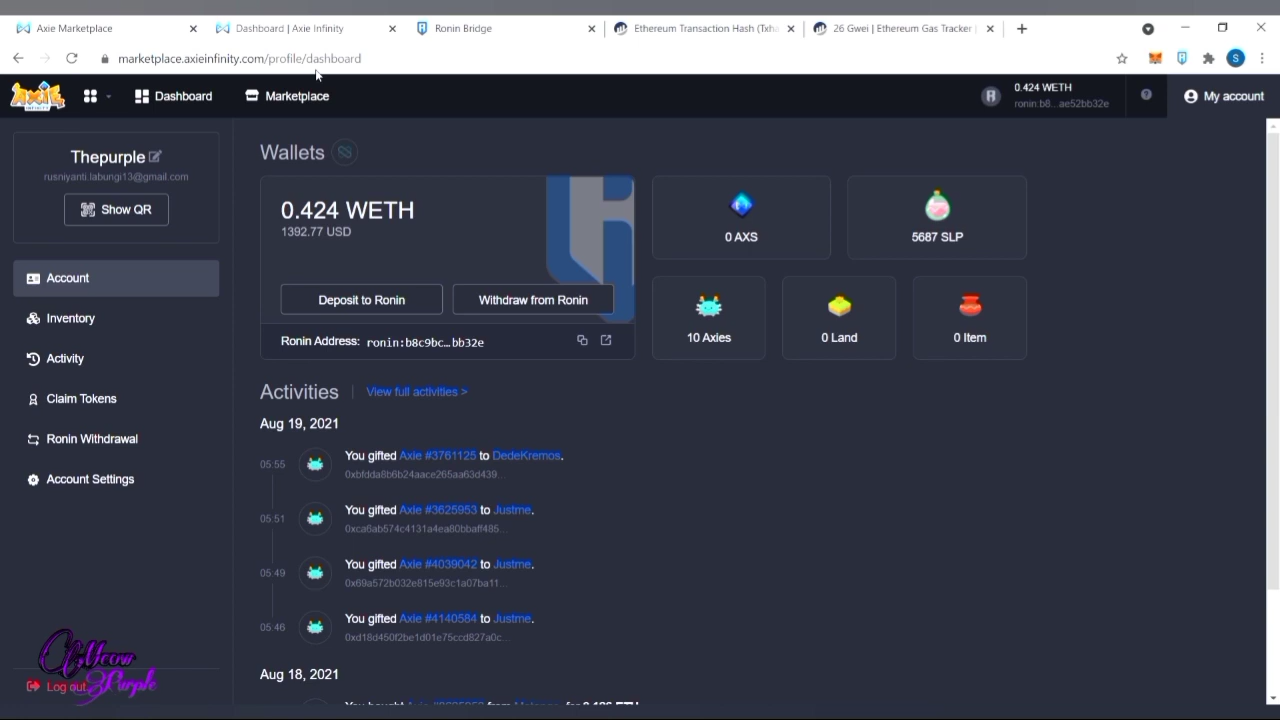 Axie Marketplace
Dashboard | Axie Infinity
Ronin Bridge
Ethereum Transaction Hash (Txha
26 Gwei | Ethereum Gas Tracker |
marketplace.axieinfinity.com/profile/dashboard
S
AXIE
INFINITY
Dashboard
Marketplace
0.424 WETH
ronin:b8...ae52bb32e
My account
Thepurple
rusniyanti.labungi13@gmail.com
Show QR
Account
Inventory
Activity
Claim Tokens
Ronin Withdrawal
Account Settings
Meow
Purple
Log out
Wallets
0.424 WETH
1392.77 USD
Deposit to Ronin
Withdraw from Ronin
Ronin Address: ronin:b8c9bc…bb32e
0 AXS
5687 SLP
10 Axies
0 Land
0 Item
Activities
View full activities >
Aug 19, 2021
05:55
You gifted Axie #3761125 to DedeKremos.
0xbfdda8b6b24aace265aa63d439...
05:51
You gifted Axie #3625953 to Justme.
0xca6ab574c4131a4ea80bbaff485...
05:49
You gifted Axie #4039042 to Justme.
0x69a572b032e815e93c1a07ba11...
05:46
You gifted Axie #4140584 to Justme.
0xd18d450f2be1d01e75ccd827a0c...
Aug 18, 2021